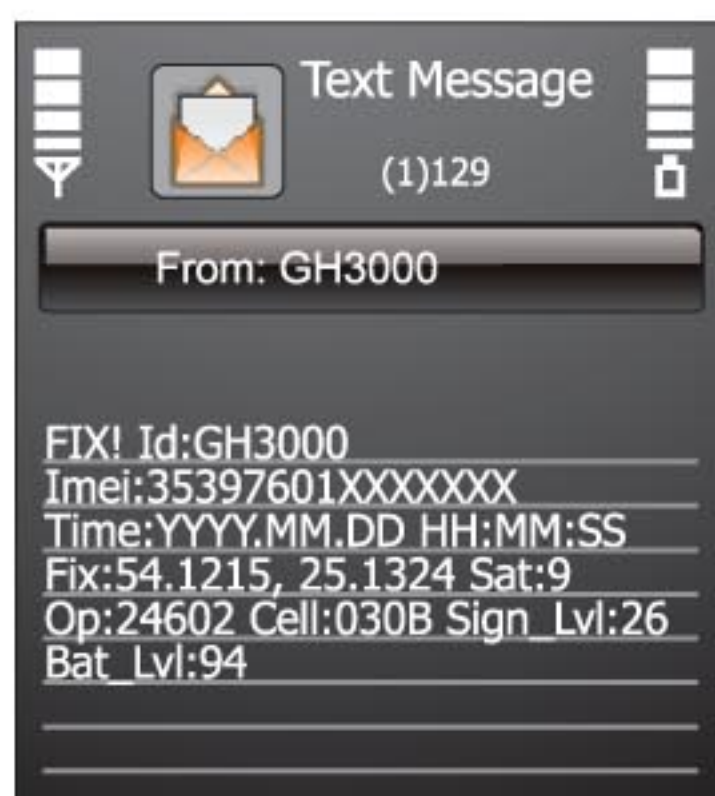 Text Message
(1)129
From: GH3000
FIX! Id:GH3000
Imei:35397601XXXXXXX
Time:YYYY.MM.DD HH:MM:SS
Fix:54.1215, 25.1324 Sat:9
Op:24602 Cell:030B Sign_Lvl:26
Bat_Lvl:94